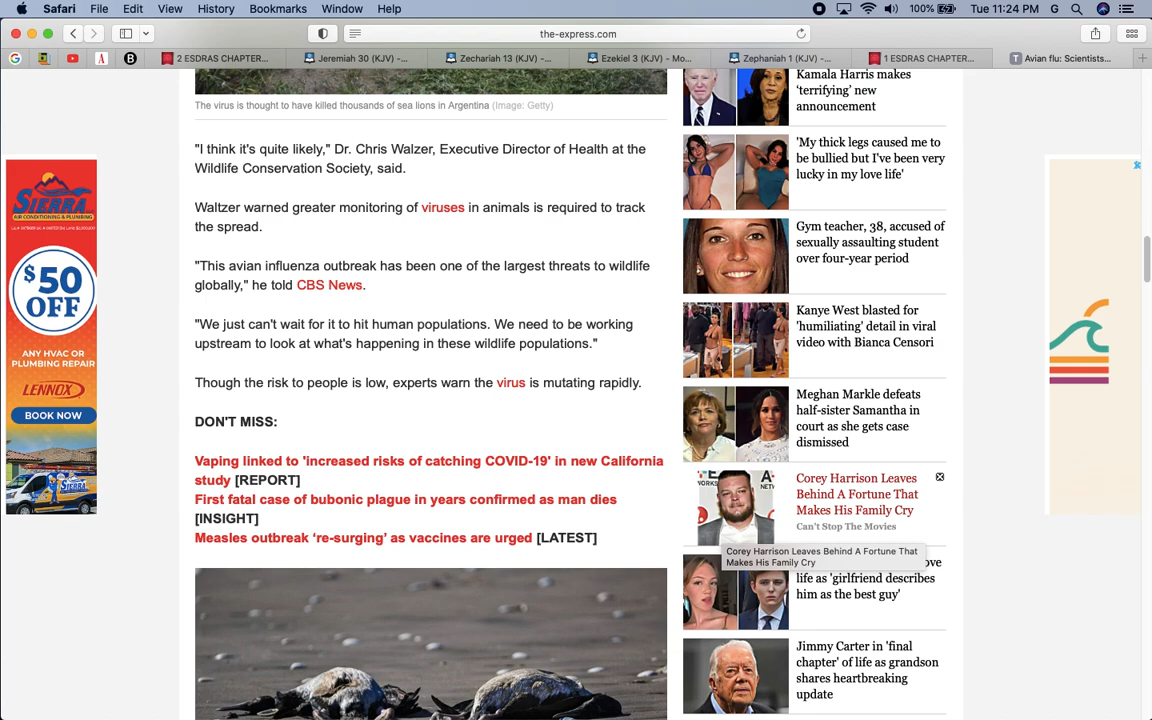 Safari File Edit View History Bookmarks Window Help 100% Tue 11:24 PM G
the-express.com
2 ESDRAS CHAPTER... Jeremiah 30 (KJV) -... Zechariah 13 (KJV) -... Ezekiel 3 (KJV) - Mo... Zephaniah 1 (KJV) -... 1 ESDRAS CHAPTER... Avian flu: Scientists...
The virus is thought to have killed thousands of sea lions in Argentina (Image: Getty)
"I think it's quite likely," Dr. Chris Walzer, Executive Director of Health at the
Wildlife Conservation Society, said.
Waltzer warned greater monitoring of viruses in animals is required to track
the spread.
"This avian influenza outbreak has been one of the largest threats to wildlife
globally," he told CBS News.
"We just can't wait for it to hit human populations. We need to be working
upstream to look at what's happening in these wildlife populations."
Though the risk to people is low, experts warn the virus is mutating rapidly.
DON'T MISS:
Vaping linked to 'increased risks of catching COVID-19' in new California
study [REPORT]
First fatal case of bubonic plague in years confirmed as man dies
[INSIGHT]
Measles outbreak ‘re-surging’ as vaccines are urged [LATEST]
Kamala Harris makes
‘terrifying’ new
announcement
'My thick legs caused me to
be bullied but I've been very
lucky in my love life'
Gym teacher, 38, accused of
sexually assaulting student
over four-year period
Kanye West blasted for
'humiliating' detail in viral
video with Bianca Censori
Meghan Markle defeats
half-sister Samantha in
court as she gets case
dismissed
Corey Harrison Leaves
Behind A Fortune That
Makes His Family Cry
Can't Stop The Movies
Corey Harrison Leaves Behind A Fortune That
Makes His Family Cry
ove
life as 'girlfriend describes
him as the best guy'
Jimmy Carter in 'final
chapter' of life as grandson
shares heartbreaking
update
SIERRA
AIR CONDITIONING & PLUMBING
$50
OFF
ANY HVAC OR
PLUMBING REPAIR
LENNOX
BOOK NOW
SIERRA